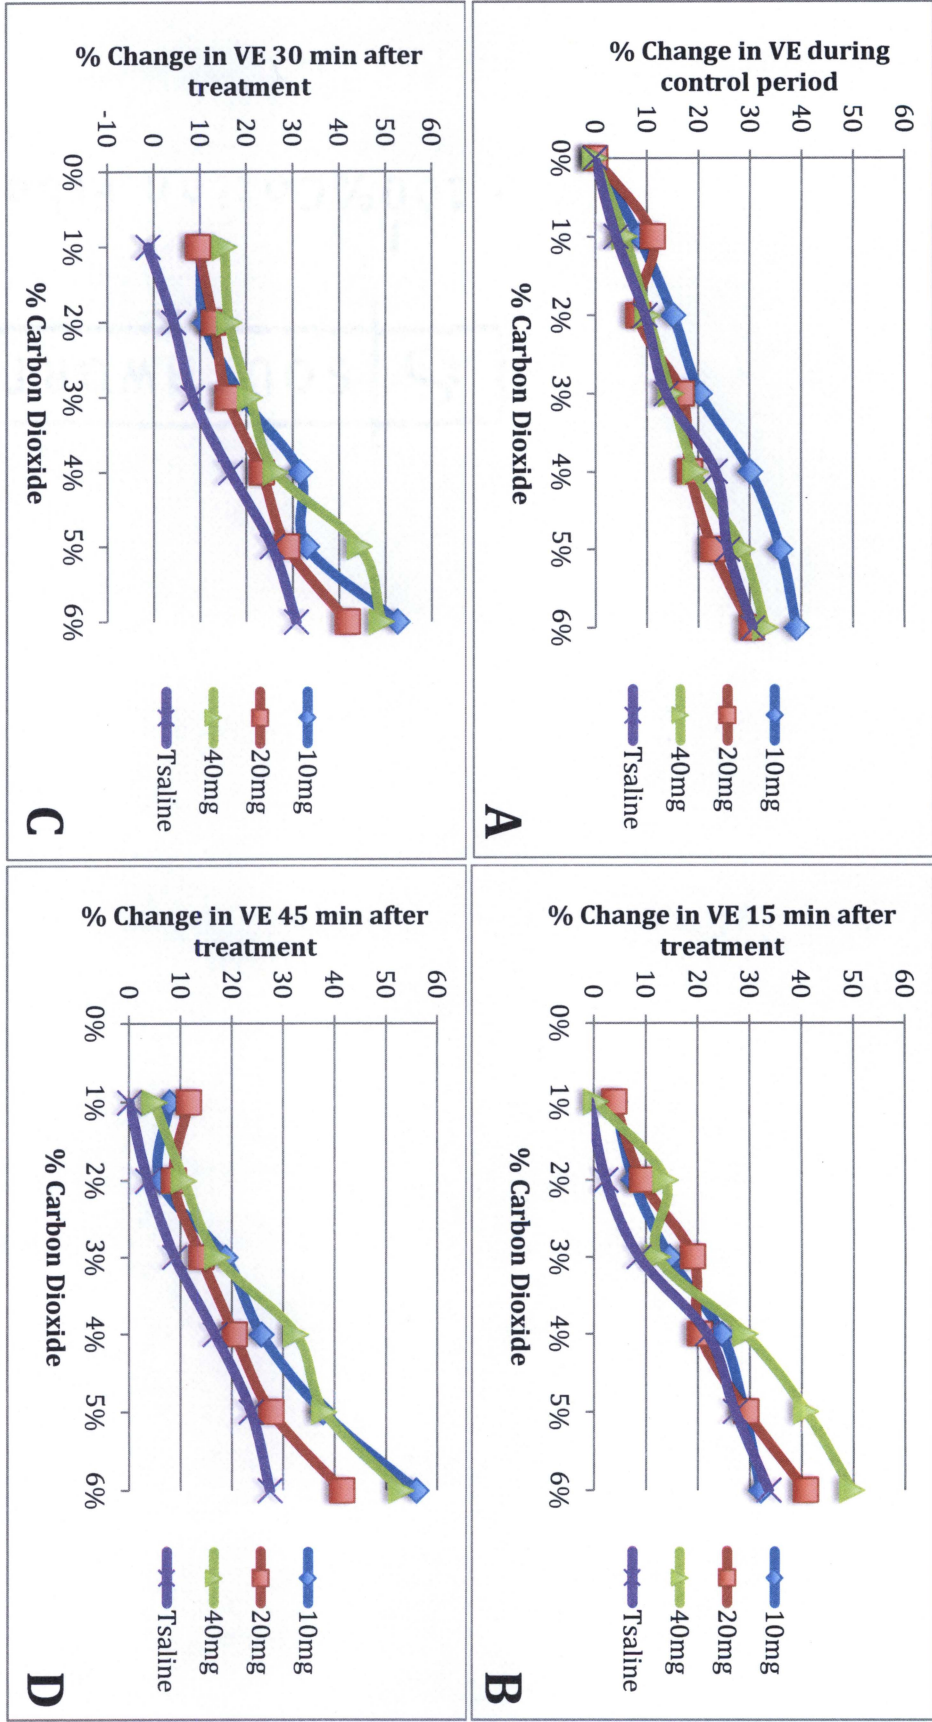 % Change in VE during
control period
60
50
40
30
20
10
0
0% 1% 2% 3% 4% 5% 6%
% Carbon Dioxide
10mg
20mg
40mg
Tsaline
A
% Change in VE 15 min after
treatment
60
50
40
30
20
10
0
0% 1% 2% 3% 4% 5% 6%
% Carbon Dioxide
10mg
20mg
40mg
Tsaline
B
% Change in VE 30 min after
treatment
60
50
40
30
20
10
0
-10
0% 1% 2% 3% 4% 5% 6%
% Carbon Dioxide
10mg
20mg
40mg
Tsaline
C
% Change in VE 45 min after
treatment
60
50
40
30
20
10
0
0% 1% 2% 3% 4% 5% 6%
% Carbon Dioxide
10mg
20mg
40mg
Tsaline
D